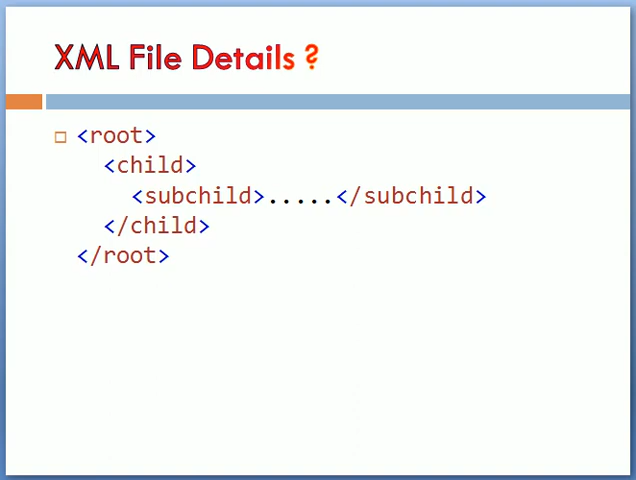 XML File Details ?
<root>
<child>
<subchild>.....</subchild>
</child>
</root>